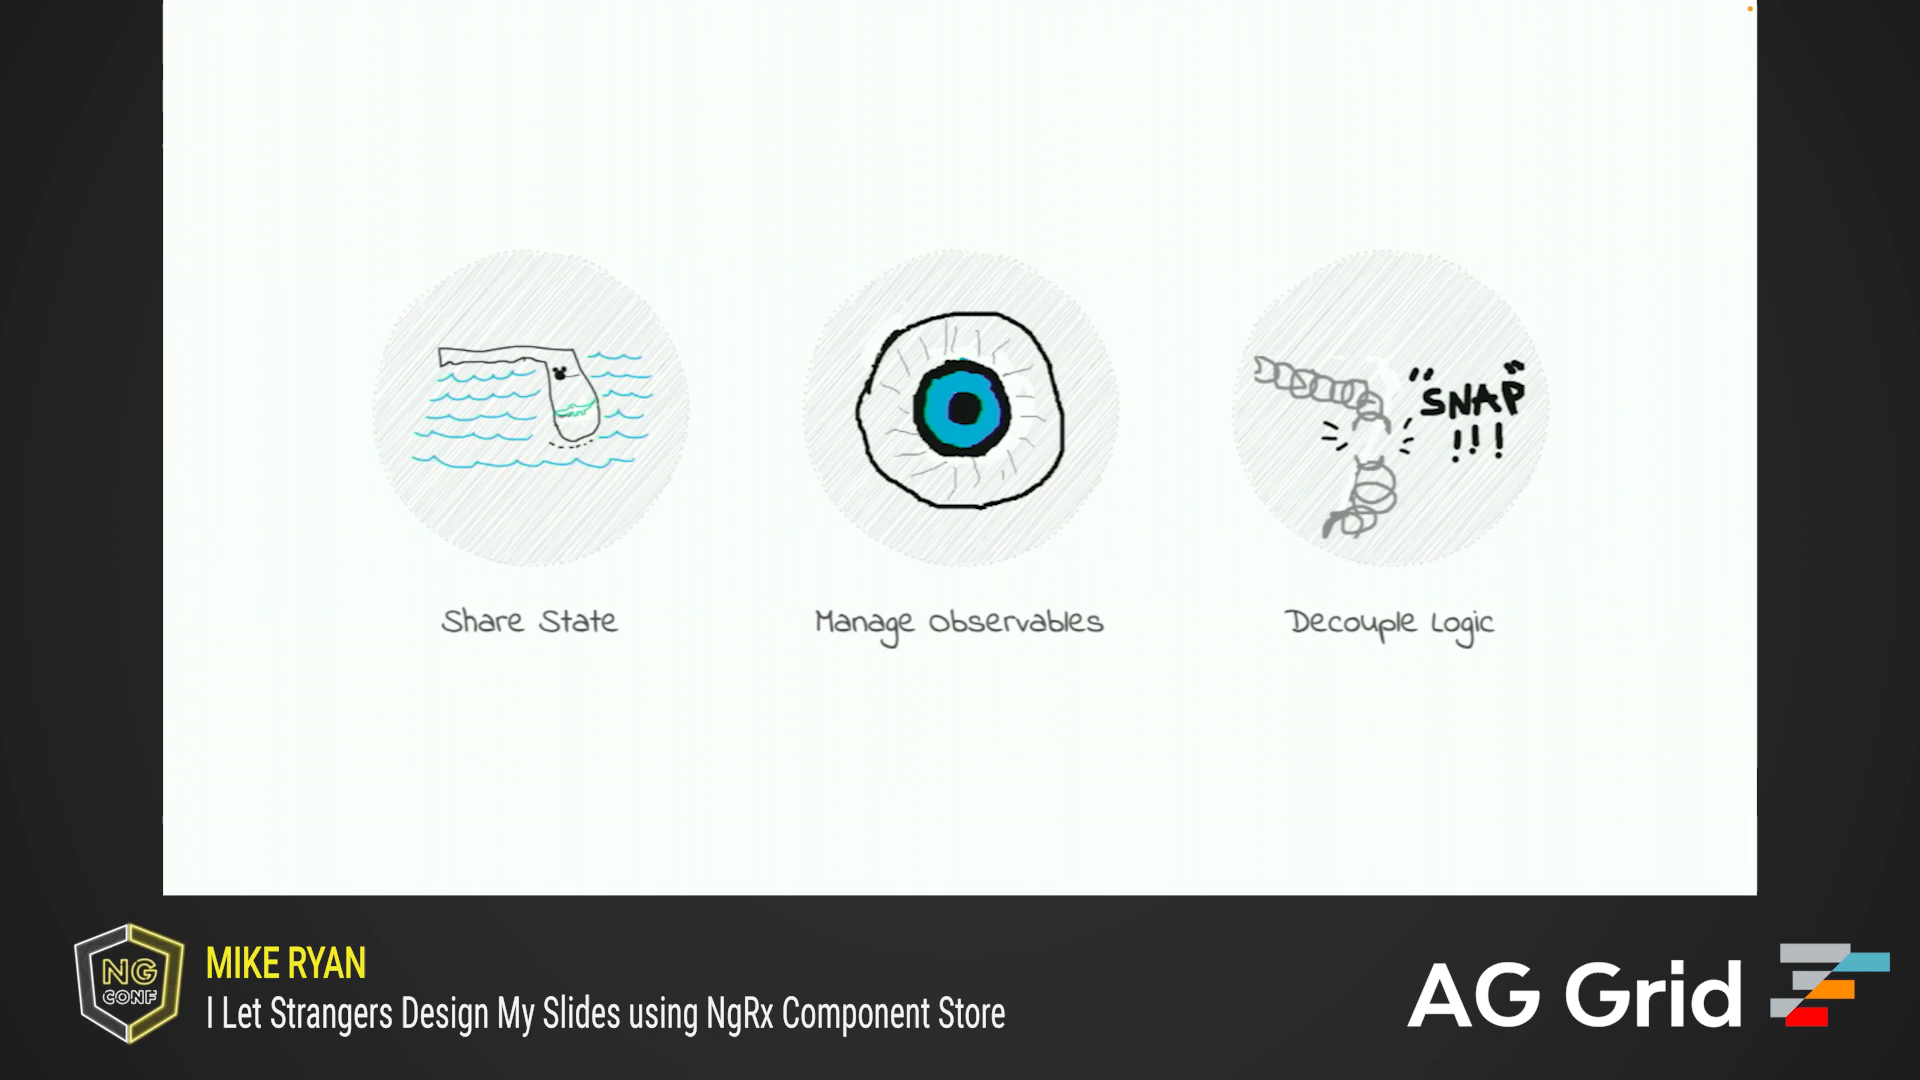 "SNAP"
!!!
Share State
Manage Observables
Decouple Logic
NG
CONF
MIKE RYAN
I Let Strangers Design My Slides using NgRx Component Store
AG Grid